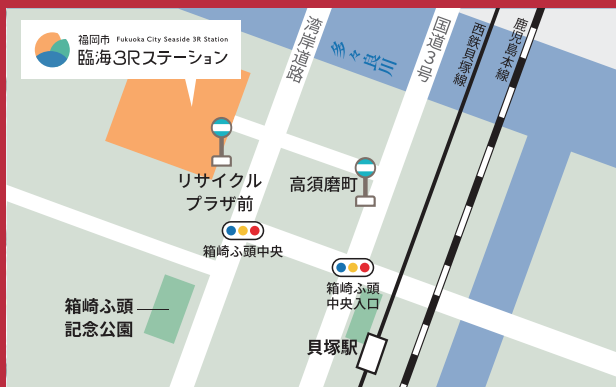 福岡市 Fukuoka City Seaside 3R Station
臨海3Rステーション
湾岸道路
多々良川
国道3号
西鉄貝塚線
鹿児島本線
リサイクル
プラザ前
高須磨町
箱崎ふ頭中央
箱崎ふ頭
中央入口
箱崎ふ頭
記念公園
貝塚駅